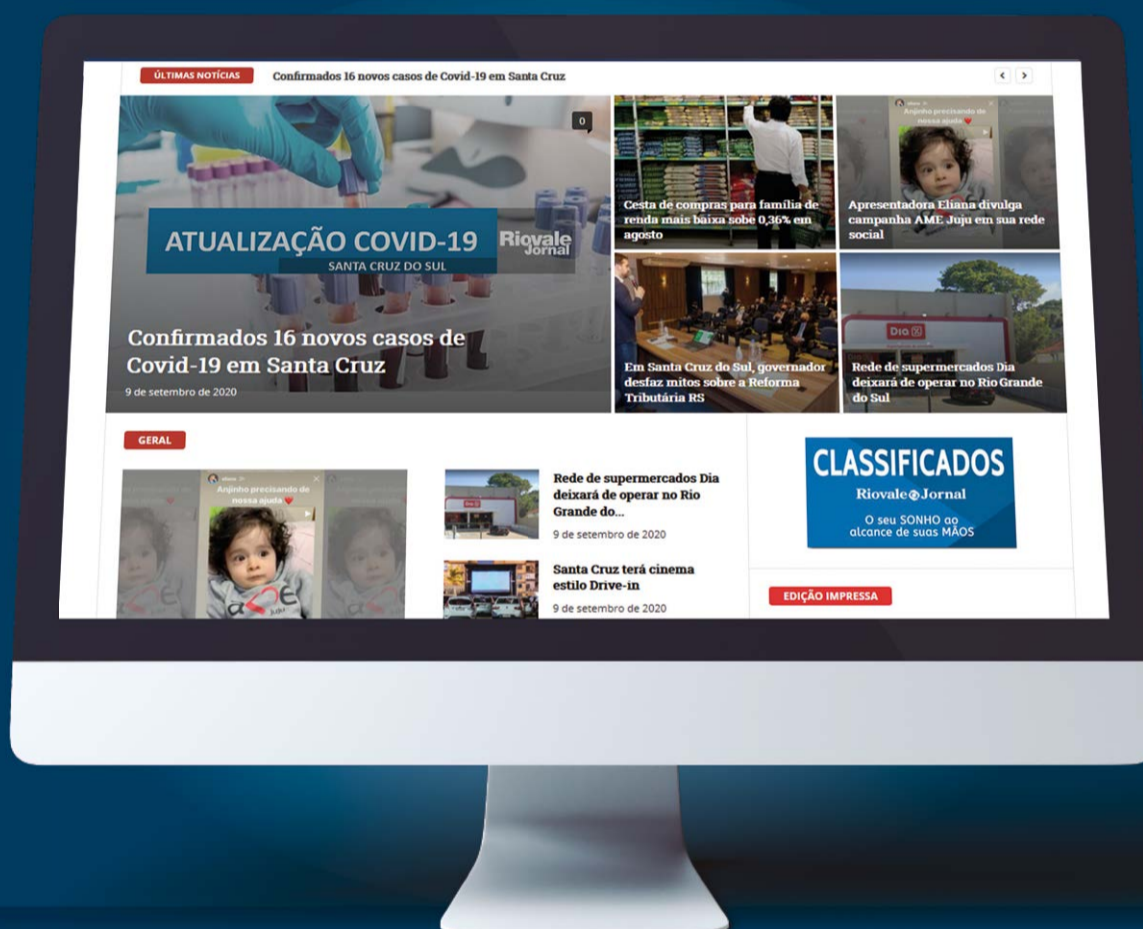 ÚLTIMAS NOTÍCIAS
Confirmados 16 novos casos de Covid-19 em Santa Cruz
0
ATUALIZAÇÃO COVID-19
Riovale
Jornal
SANTA CRUZ DO SUL
Confirmados 16 novos casos de
Covid-19 em Santa Cruz
9 de setembro de 2020
Cesta de compras para família de
renda mais baixa sobe 0,36% em
agosto
Anjinho precisando de
nossa ajuda
Apresentadora Eliana divulga
campanha AME Juju em sua rede
social
Em Santa Cruz do Sul, governador
desfaz mitos sobre a Reforma
Tributária RS
Dia
Rede de supermercados Dia
deixará de operar no Rio Grande
do Sul
GERAL
Anjinho precisando de
nossa ajuda
Juju
Rede de supermercados Dia
deixará de operar no Rio
Grande do...
9 de setembro de 2020
Santa Cruz terá cinema
estilo Drive-in
9 de setembro de 2020
CLASSIFICADOS
Riovale Jornal
O seu SONHO ao
alcance de suas MÃOS
EDIÇÃO IMPRESSA